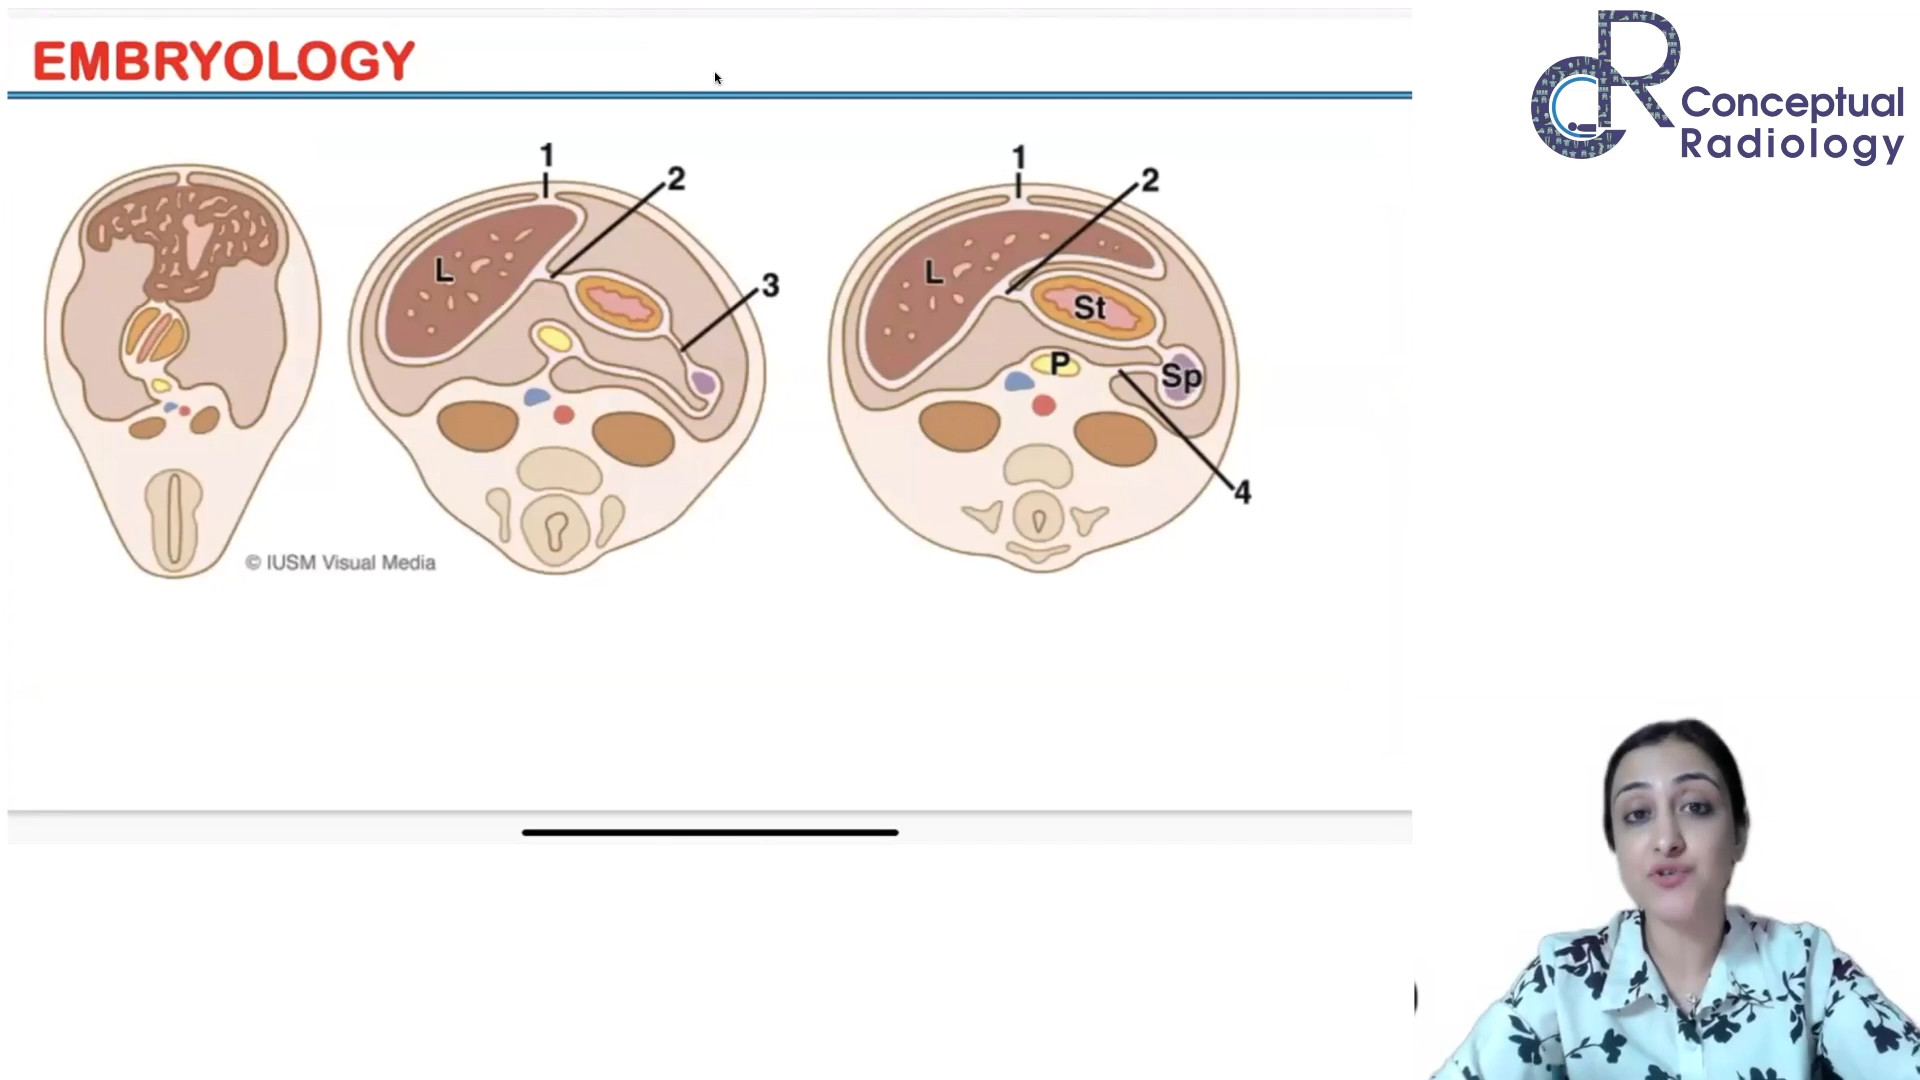 EMBRYOLOGY
Conceptual
Radiology
1
2
3
L
1
2
L
St
P
Sp
4
© IUSM Visual Media